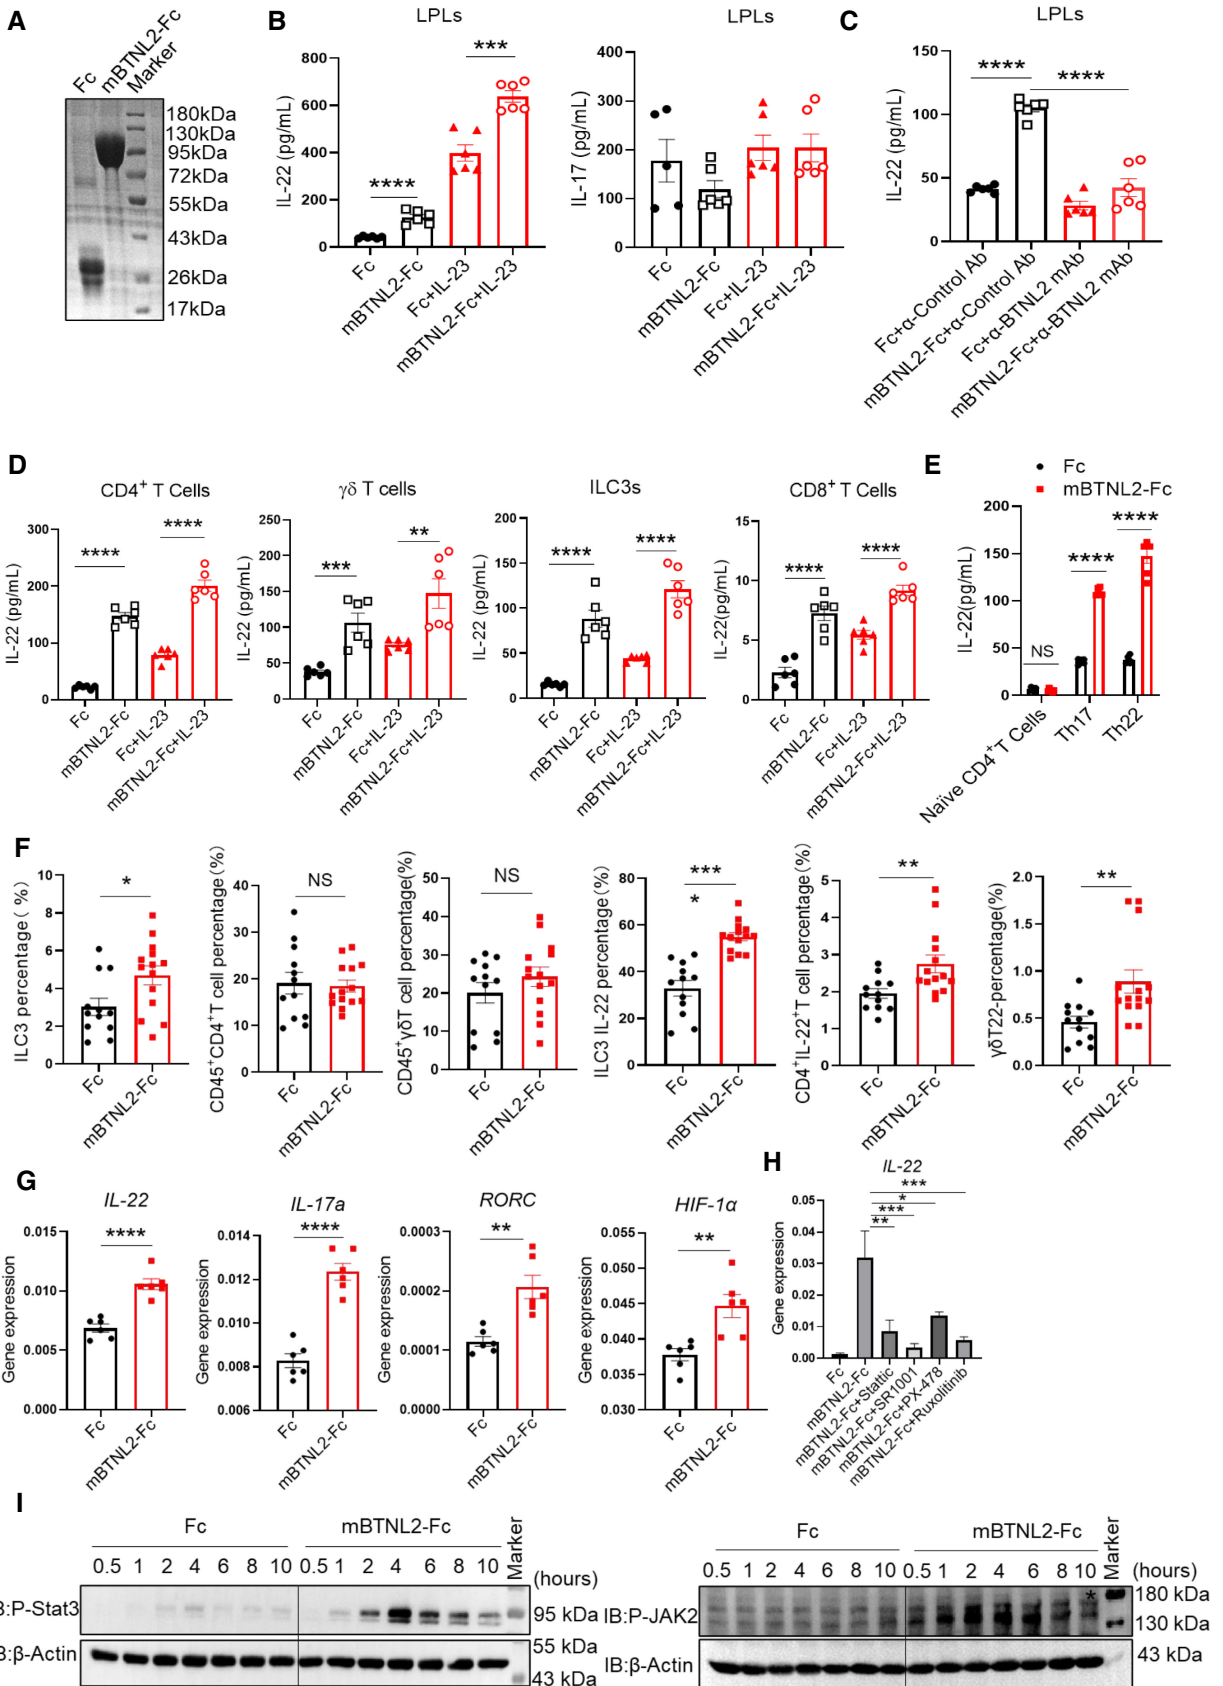 A
Fc
mBTNL2-Fc
Marker
180kDa
130kDa
95kDa
72kDa
55kDa
43kDa
26kDa
17kDa
B
LPLs
IL-22 (pg/mL)
800
600
400
200
0
****
***
Fc
mBTNL2-Fc
Fc+IL-23
mBTNL2-Fc+IL-23
LPLs
IL-17 (pg/mL)
400
300
200
100
0
Fc
mBTNL2-Fc
Fc+IL-23
mBTNL2-Fc+IL-23
C
LPLs
IL-22 (pg/mL)
150
100
50
0
****
****
Fc+α-Control Ab
mBTNL2-Fc+α-Control Ab
Fc+α-BTNL2 mAb
mBTNL2-Fc+α-BTNL2 mAb
D
CD4+ T Cells
IL-22 (pg/mL)
300
200
100
0
****
****
Fc
mBTNL2-Fc
Fc+IL-23
mBTNL2-Fc+IL-23
γδ T cells
IL-22 (pg/mL)
250
200
150
100
50
0
***
**
Fc
mBTNL2-Fc
Fc+IL-23
mBTNL2-Fc+IL-23
ILC3s
IL-22 (pg/mL)
200
150
100
50
0
****
****
Fc
mBTNL2-Fc
Fc+IL-23
mBTNL2-Fc+IL-23
CD8+ T Cells
IL-22(pg/mL)
15
10
5
0
****
****
Fc
mBTNL2-Fc
Fc+IL-23
mBTNL2-Fc+IL-23
E
Fc
mBTNL2-Fc
IL-22(pg/mL)
200
150
100
50
0
NS
****
****
Naïve CD4+T Cells
Th17
Th22
F
ILC3 percentage (%)
10
8
6
4
2
0
*
Fc
mBTNL2-Fc
CD45+CD4+T cell percentage(%)
40
30
20
10
0
NS
Fc
mBTNL2-Fc
CD45+γδT cell percentage(%)
50
40
30
20
10
0
NS
Fc
mBTNL2-Fc
ILC3 IL-22 percentage(%)
80
60
40
20
0
***
*
Fc
mBTNL2-Fc
CD4+IL-22+T cell percentage(%)
5
4
3
2
1
0
**
Fc
mBTNL2-Fc
γδT22-percentage(%)
2.0
1.5
1.0
0.5
0.0
**
Fc
mBTNL2-Fc
G
IL-22
Gene expression
0.015
0.010
0.005
0.000
****
Fc
mBTNL2-Fc
IL-17a
Gene expression
0.014
0.012
0.010
0.008
0.006
****
Fc
mBTNL2-Fc
RORC
Gene expression
0.0003
0.0002
0.0001
0.0000
**
Fc
mBTNL2-Fc
HIF-1α
Gene expression
0.055
0.050
0.045
0.040
0.035
0.030
**
Fc
mBTNL2-Fc
H
IL-22
Gene expression
0.05
0.04
0.03
0.02
0.01
0.00
***
*
***
**
Fc
mBTNL2-Fc
mBTNL2-Fc+Stattic
mBTNL2-Fc+SR1001
mBTNL2-Fc+PX-478
mBTNL2-Fc+Ruxolitinib
I
Fc
mBTNL2-Fc
Marker
0.5 1 2 4 6 8 10 0.5 1 2 4 6 8 10
(hours)
B:P-Stat3
95 kDa
B:β-Actin
55 kDa
43 kDa
Fc
mBTNL2-Fc
Marker
0.5 1 2 4 6 8 10 0.5 1 2 4 6 8 10
(hours)
*
180 kDa
IB:P-JAK2
130 kDa
IB:β-Actin
43 kDa